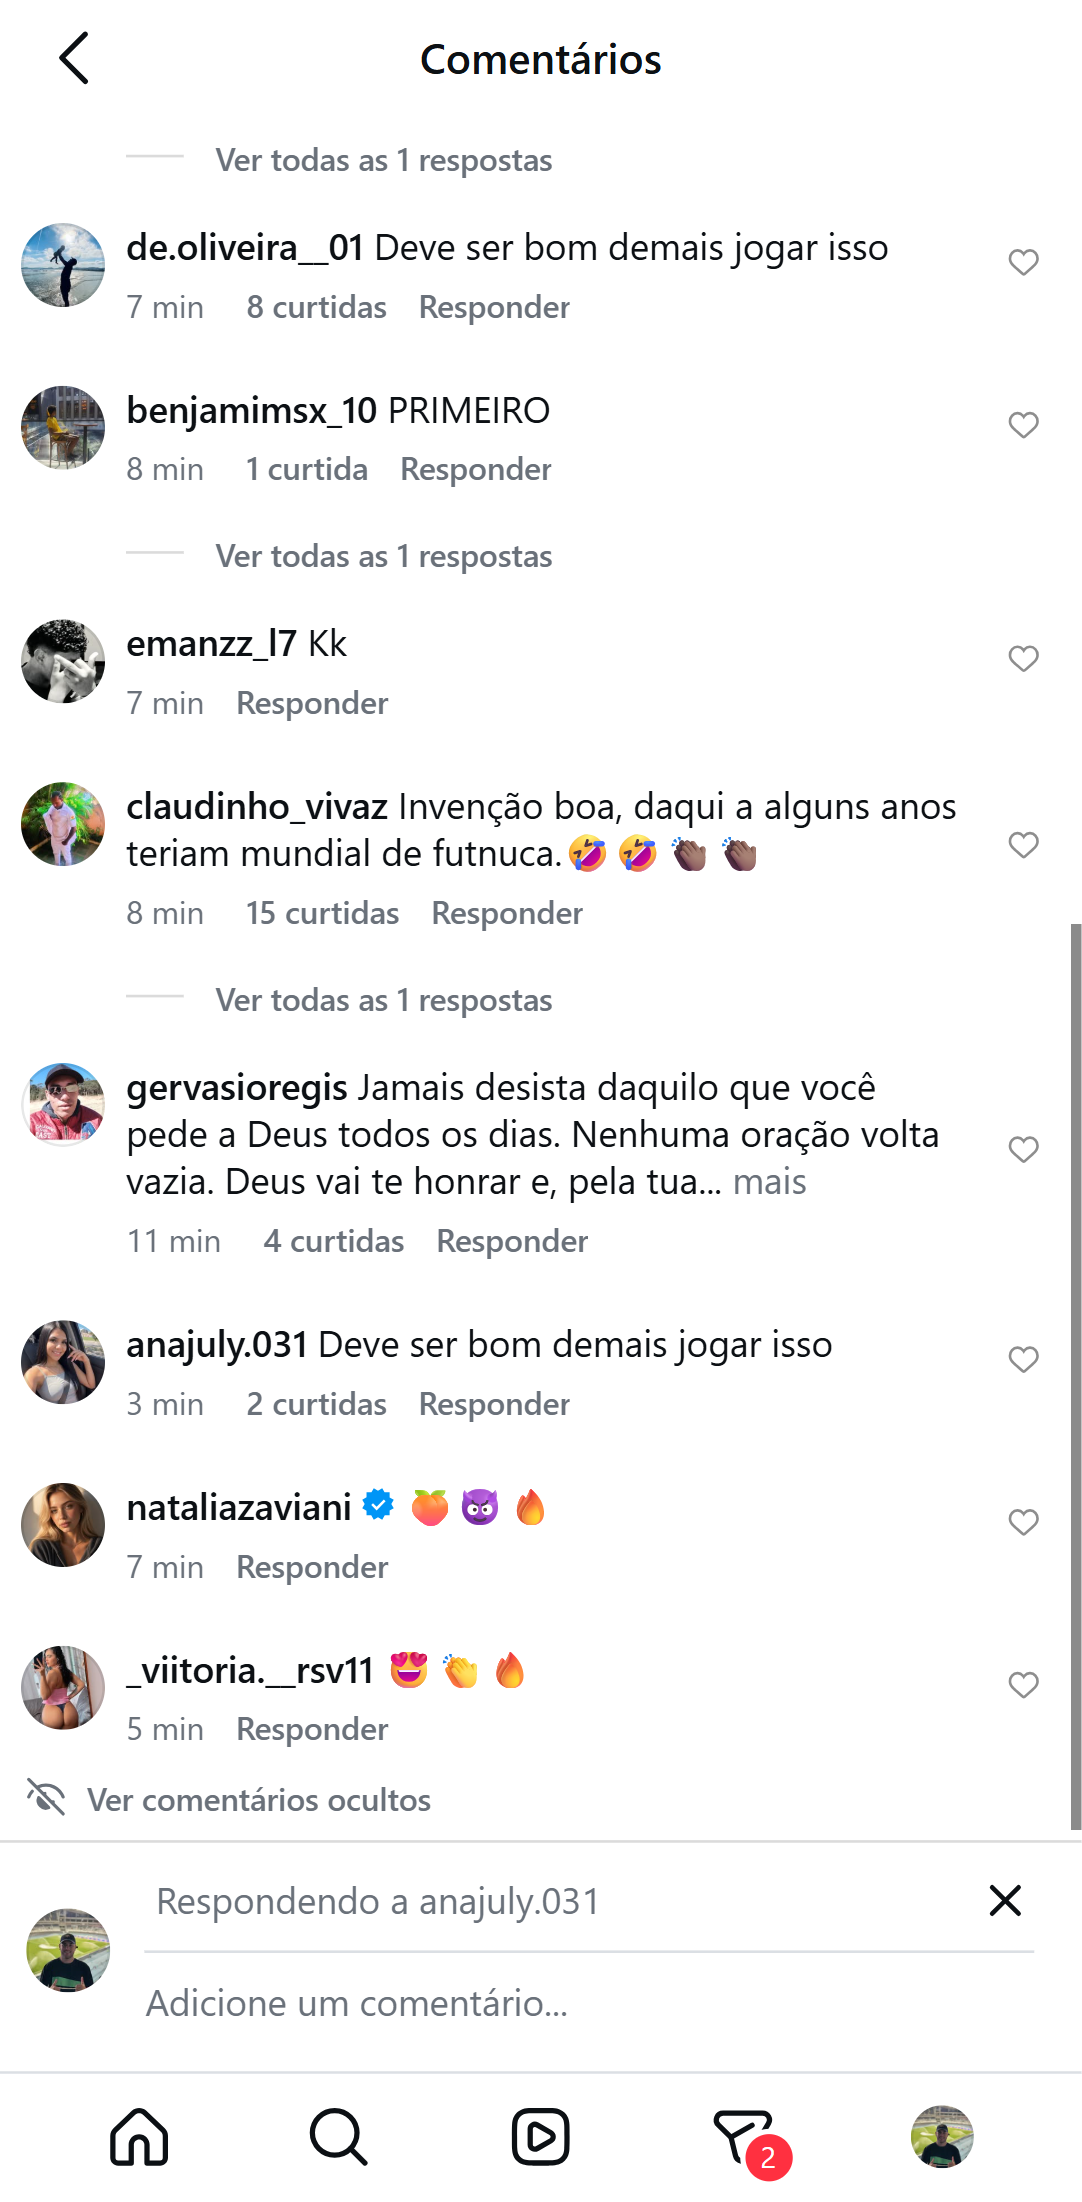 Comentários
Ver todas as 1 respostas
de.oliveira__01 Deve ser bom demais jogar isso
7 min 8 curtidas Responder
benjamimsx_10 PRIMEIRO
8 min 1 curtida Responder
Ver todas as 1 respostas
emanzz_l7 Kk
7 min Responder
claudinho_vivaz Invenção boa, daqui a alguns anos
teriam mundial de futnuca.🤣🤣👏🏾👏🏾
8 min 15 curtidas Responder
Ver todas as 1 respostas
gervasioregis Jamais desista daquilo que você
pede a Deus todos os dias. Nenhuma oração volta
vazia. Deus vai te honrar e, pela tua... mais
11 min 4 curtidas Responder
anajuly.031 Deve ser bom demais jogar isso
3 min 2 curtidas Responder
nataliazaviani 🍑😈🔥
7 min Responder
_viitoria.__rsv11 😍👏🔥
5 min Responder
Ver comentários ocultos
Respondendo a anajuly.031
Adicione um comentário...
2